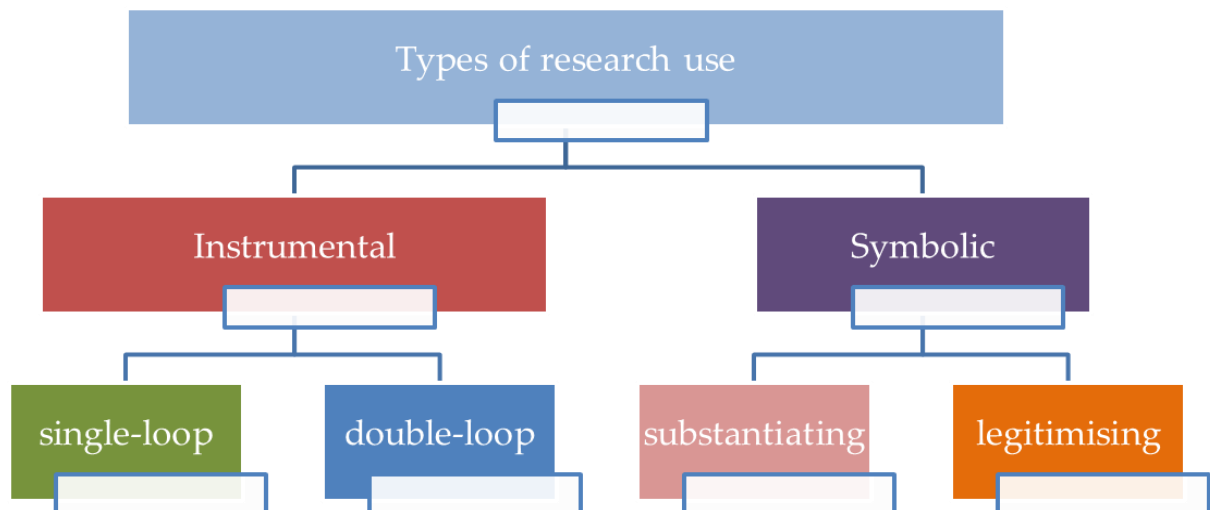 Types of research use
Instrumental
Symbolic
single-loop
double-loop
substantiating
legitimising